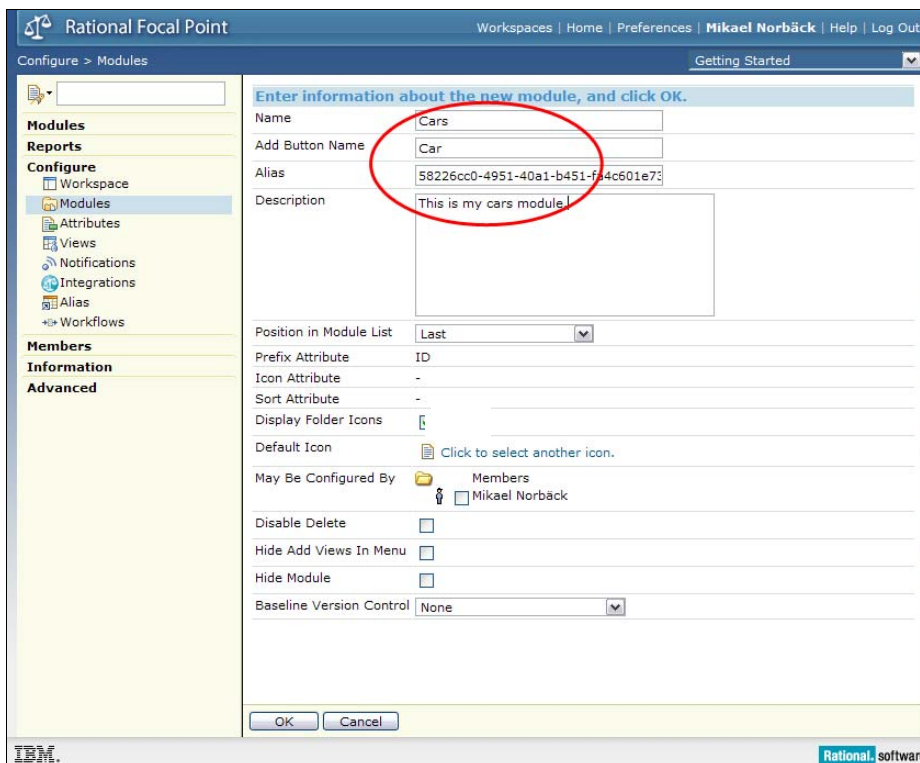 Rational Focal Point
Workspaces | Home | Preferences | Mikael Norbäck | Help | Log Out
Configure > Modules
Getting Started
Modules
Reports
Configure
Workspace
Modules
Attributes
Views
Notifications
Integrations
Alias
Workflows
Members
Information
Advanced
Enter information about the new module, and click OK.
Name Cars
Add Button Name Car
Alias 58226cc0-4951-40a1-b451-fa4c601e73
Description This is my cars module.
Position in Module List Last
Prefix Attribute ID
Icon Attribute -
Sort Attribute -
Display Folder Icons
Default Icon Click to select another icon.
May Be Configured By Members
Mikael Norbäck
Disable Delete
Hide Add Views In Menu
Hide Module
Baseline Version Control None
OK Cancel
IBM.
Rational. softwar